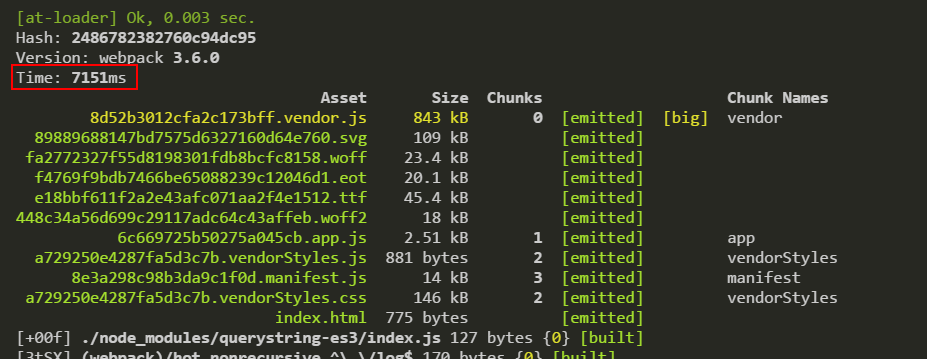 [at-loader] Ok, 0.003 sec.
Hash: 2486782382760c94dc95
Version: webpack 3.6.0
Time: 7151ms
Asset Size Chunks Chunk Names
8d52b3012cfa2c173bff.vendor.js 843 kB 0 [emitted] [big] vendor
89889688147bd7575d6327160d64e760.svg 109 kB [emitted]
fa2772327f55d8198301fdb8bcfc8158.woff 23.4 kB [emitted]
f4769f9bdb7466be65088239c12046d1.eot 20.1 kB [emitted]
e18bbf611f2a2e43afc071aa2f4e1512.ttf 45.4 kB [emitted]
448c34a56d699c29117adc64c43affeb.woff2 18 kB [emitted]
6c669725b50275a045cb.app.js 2.51 kB 1 [emitted] app
a729250e4287fa5d3c7b.vendorStyles.js 881 bytes 2 [emitted] vendorStyles
8e3a298c98b3da9c1f0d.manifest.js 14 kB 3 [emitted] manifest
a729250e4287fa5d3c7b.vendorStyles.css 146 kB 2 [emitted] vendorStyles
index.html 775 bytes [emitted]
[+00f] ./node_modules/querystring-es3/index.js 127 bytes {0} [built]
[3tSX] (webpack)/hot nonrecursive ^\.\/log$ 170 bytes {0} [built]